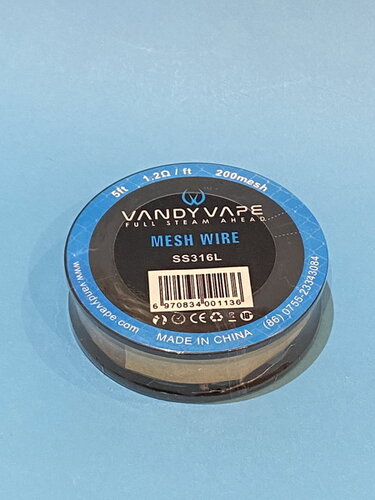 5ft 1.2Ω / ft 200mesh
VANDYVAPE
FULL STEAM AHEAD
MESH WIRE
SS316L
6 970834 001136
www.vandyvape.com
MADE IN CHINA
(86) 0755-23343084